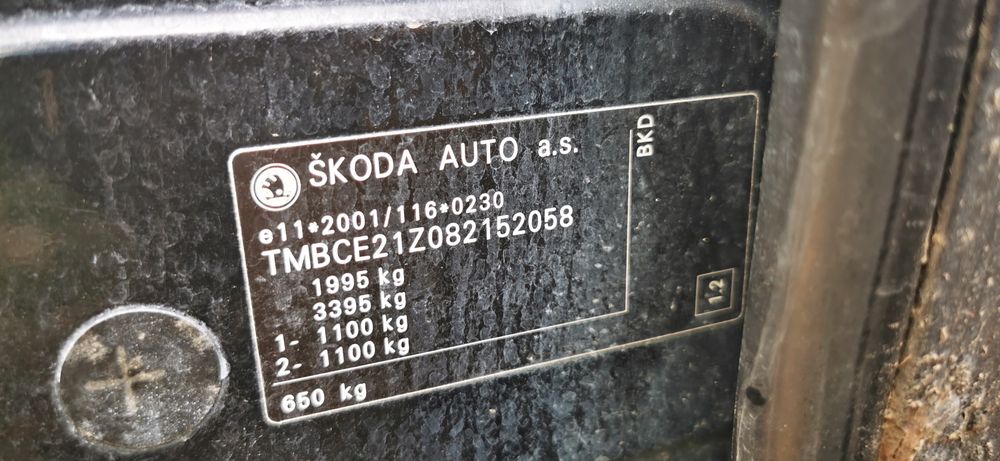 ŠKODA AUTO a.s.
e11*2001/116*0230
TMBCE21Z082152058
1995 kg
3395 kg
1- 1100 kg
2- 1100 kg
650 kg
BKD
12